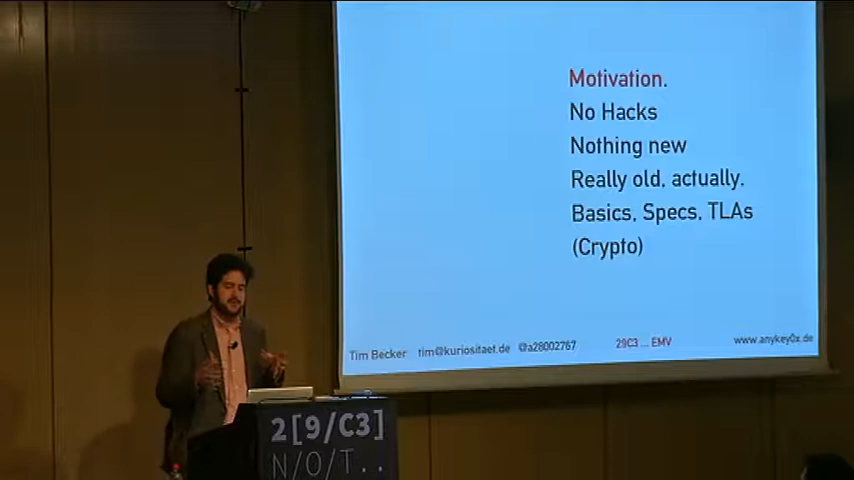 Motivation.
No Hacks
Nothing new
Really old, actually.
Basics, Specs, TLAs
(Crypto)
Tim Becker tim@kuriositaet.de @a28002767 29C3 ... EMV www.anykey0x.de
2[9/C3]
N/O/T..